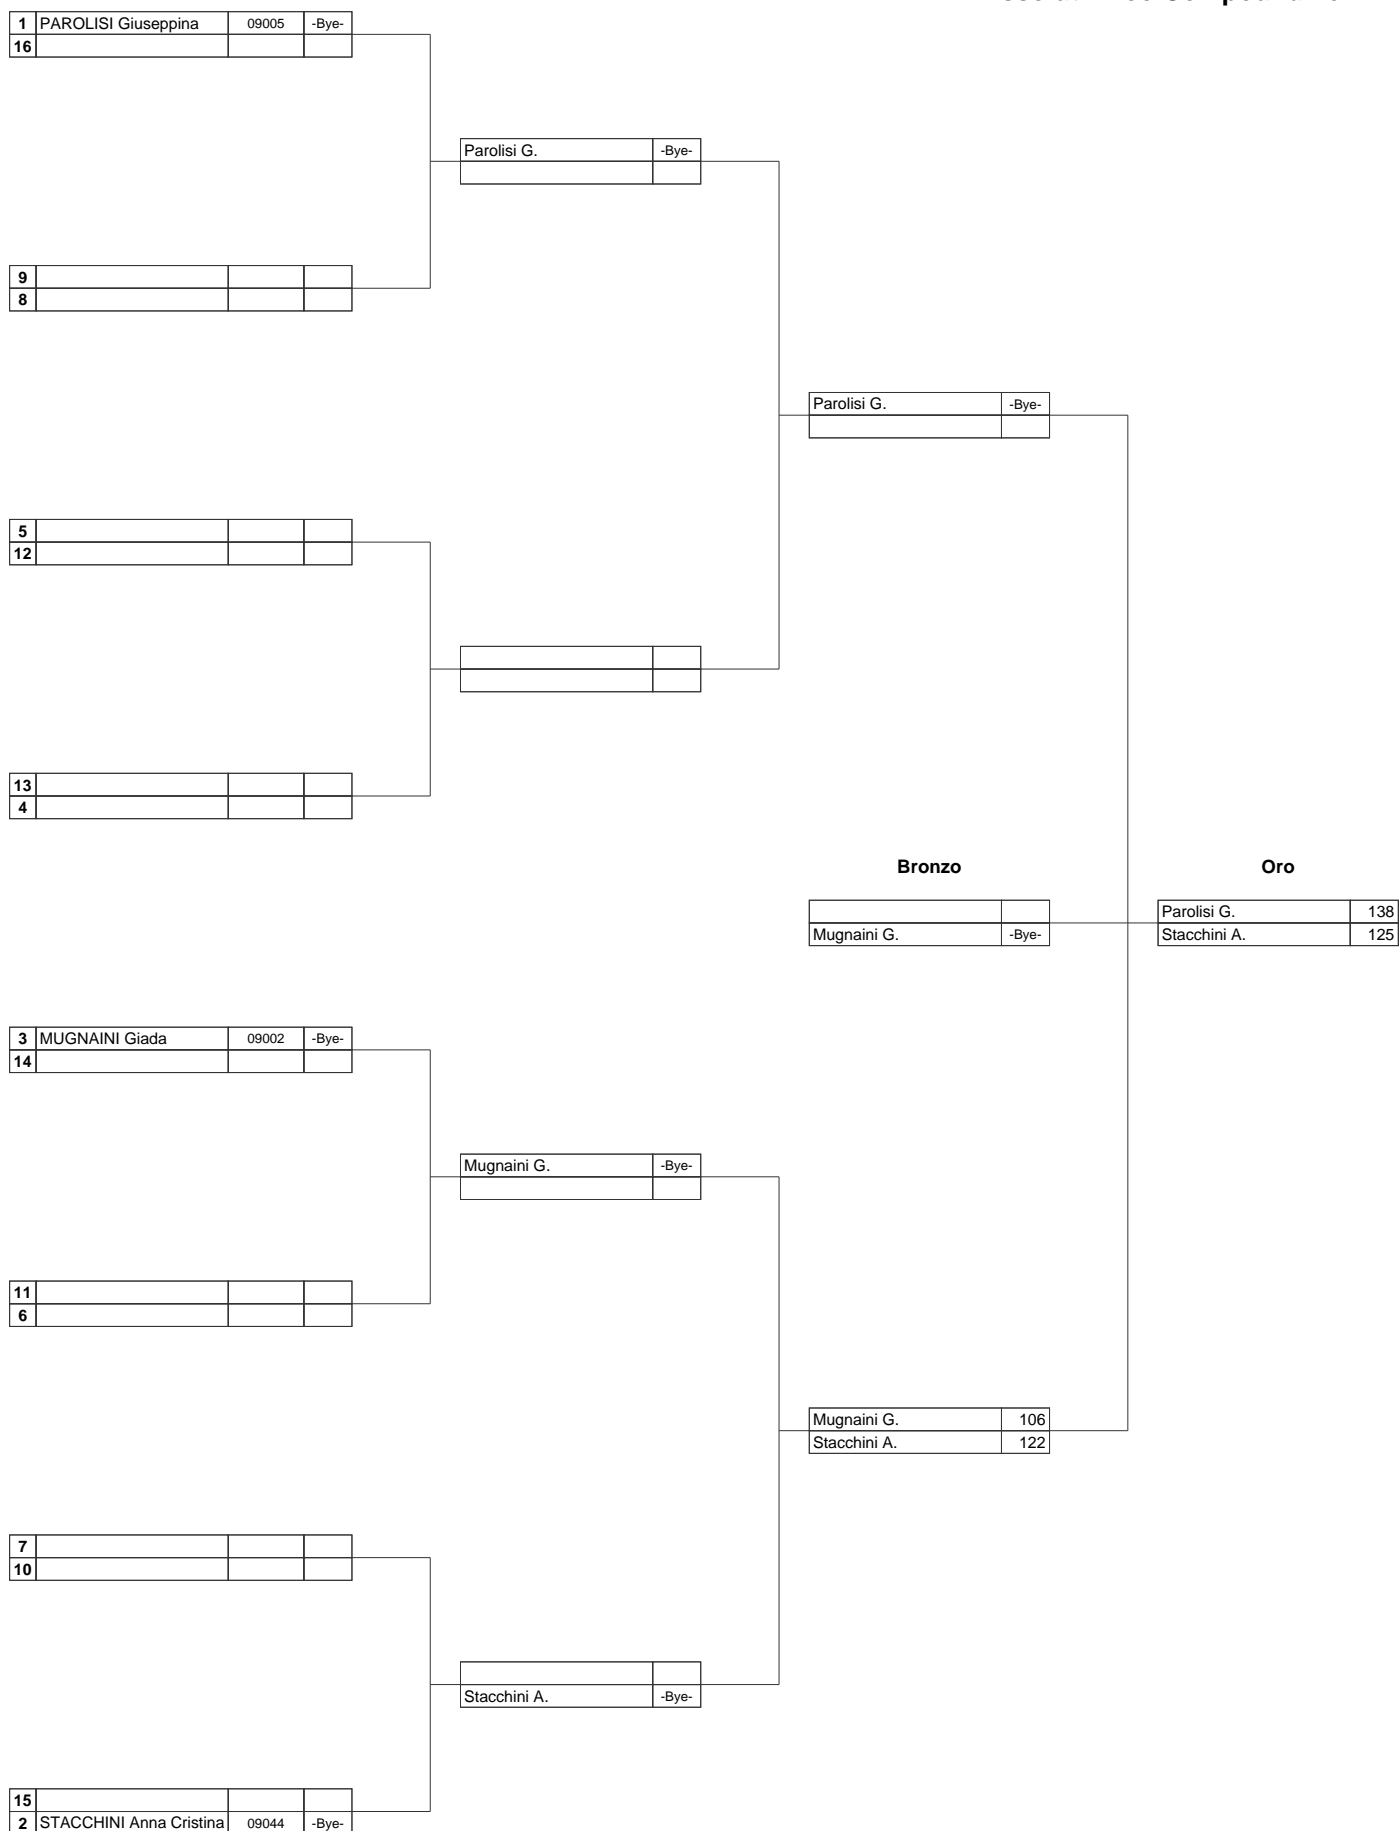 1 PAROLISI Giuseppina 09005 -Bye-
16
Parolisi G. -Bye-
9
8
Parolisi G. -Bye-
5
12
13
4
Bronzo Oro
Parolisi G. 138
Mugnaini G. -Bye- Stacchini A. 125
3 MUGNAINI Giada 09002 -Bye-
14
Mugnaini G. -Bye-
11
6
Mugnaini G. 106
Stacchini A. 122
7
10
Stacchini A. -Bye-
15
2 STACCHINI Anna Cristina 09044 -Bye-